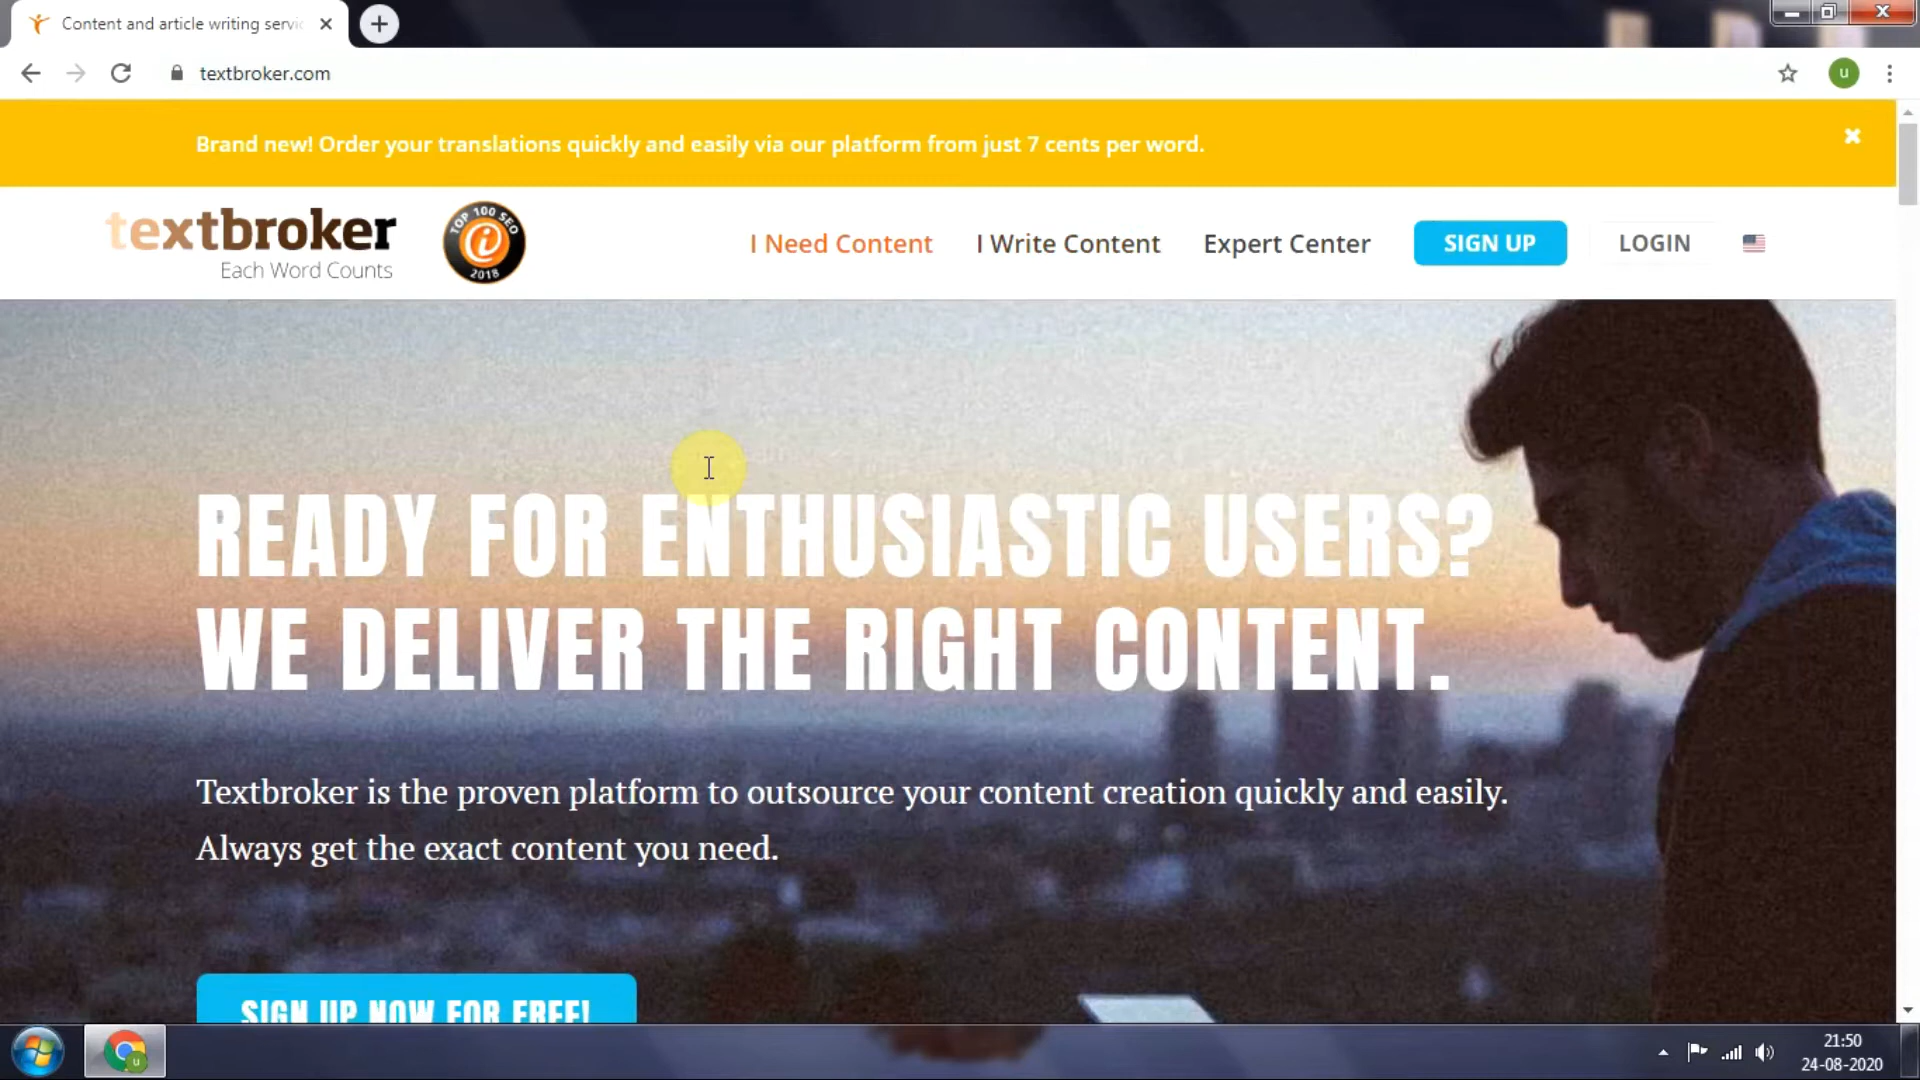 Content and article writing servi
textbroker.com
u
Brand new! Order your translations quickly and easily via our platform from just 7 cents per word.
textbroker
Each Word Counts
TOP 100 SEO
2018
I Need Content
I Write Content
Expert Center
SIGN UP
LOGIN
READY FOR ENTHUSIASTIC USERS?
WE DELIVER THE RIGHT CONTENT.
Textbroker is the proven platform to outsource your content creation quickly and easily.
Always get the exact content you need.
SIGN UP NOW FOR FREE!
u
21:50
24-08-2020